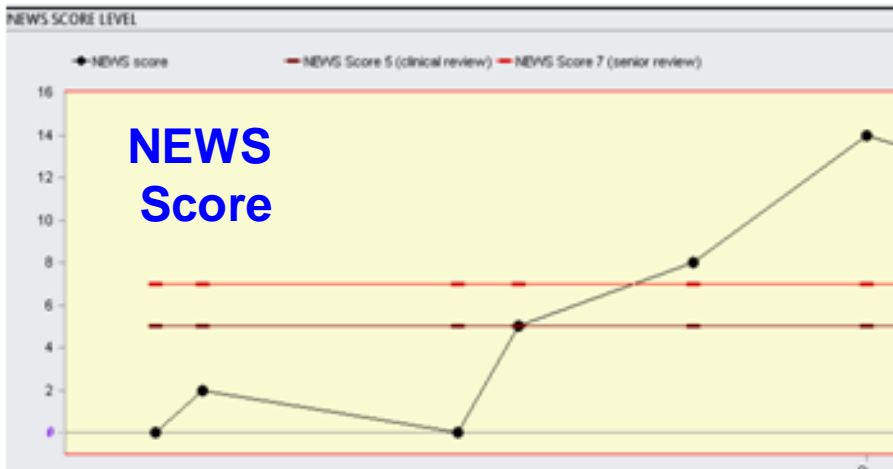 NEWS SCORE LEVEL
NEWS score NEWS Score 5 (clinical review) NEWS Score 7 (senior review)
16
14
12
10
8
6
4
2
0
NEWS
Score